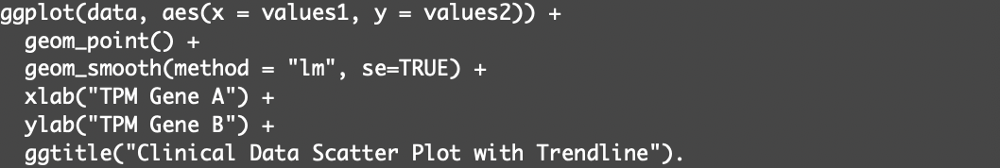 ggplot(data, aes(x = values1, y = values2)) +
  geom_point() +
  geom_smooth(method = "lm", se=TRUE) +
  xlab("TPM Gene A") +
  ylab("TPM Gene B") +
  ggtitle("Clinical Data Scatter Plot with Trendline").